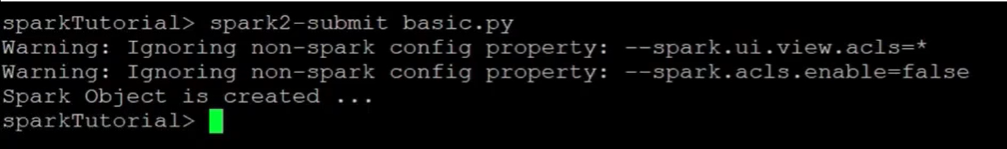 sparkTutorial> spark2-submit basic.py
Warning: Ignoring non-spark config property: --spark.ui.view.acls=*
Warning: Ignoring non-spark config property: --spark.acls.enable=false
Spark Object is created ...
sparkTutorial>